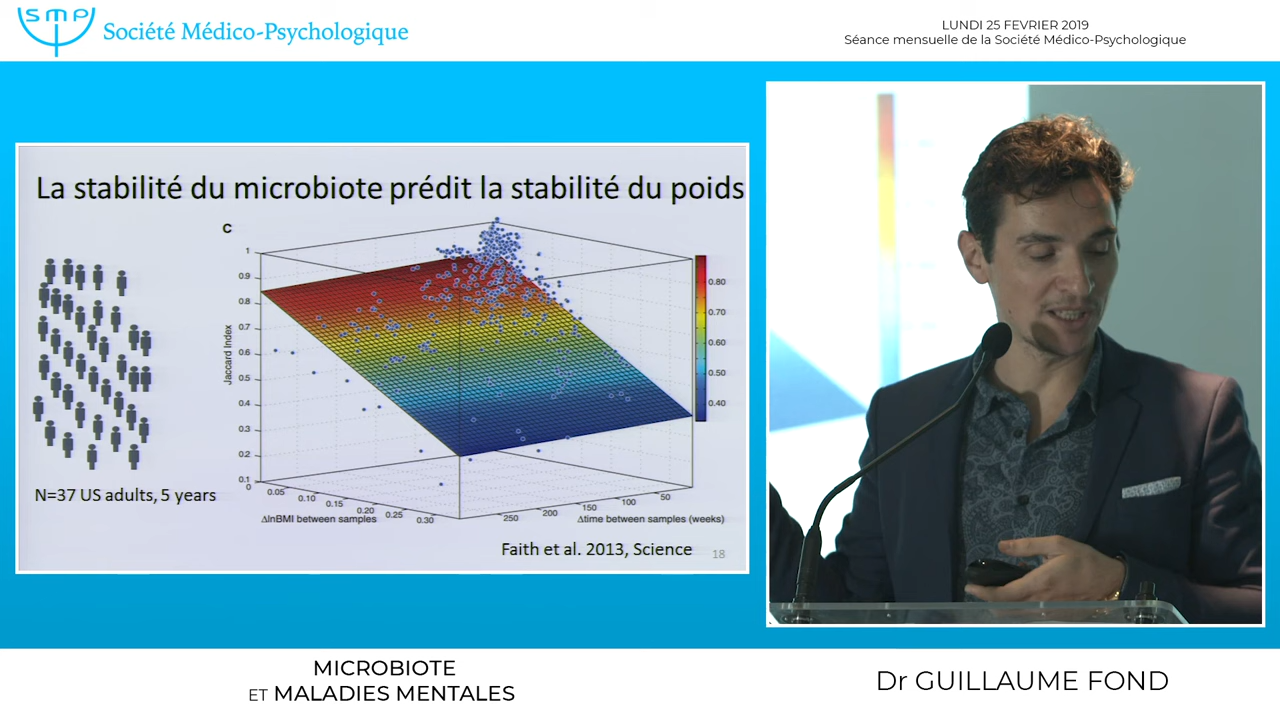 SMP
Société Médico-Psychologique
LUNDI 25 FEVRIER 2019
Séance mensuelle de la Société Médico-Psychologique
La stabilité du microbiote prédit la stabilité du poids
C
1
0.9
0.8
0.7
0.6
0.5
0.4
0.3
0.2
0.1
Jaccard Index
0
0.05
0.10
0.15
0.20
0.25
0.30
ΔlnBMI between samples
250
200
150
100
50
Δtime between samples (weeks)
0.80
0.70
0.60
0.50
0.40
N=37 US adults, 5 years
Faith et al. 2013, Science
18
MICROBIOTE
ET MALADIES MENTALES
Dr GUILLAUME FOND